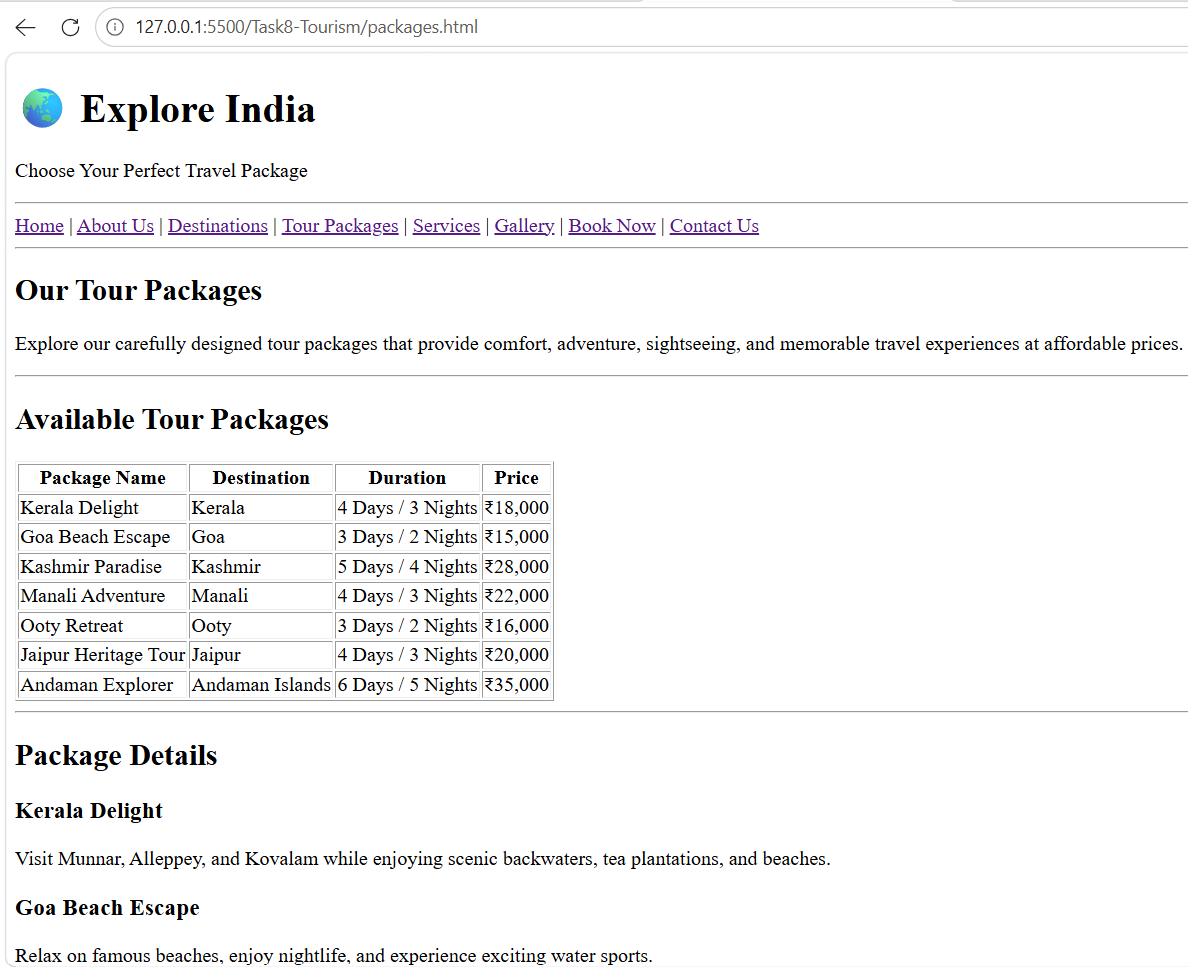 127.0.0.1:5500/Task8-Tourism/packages.html
Explore India
Choose Your Perfect Travel Package
Home | About Us | Destinations | Tour Packages | Services | Gallery | Book Now | Contact Us
Our Tour Packages
Explore our carefully designed tour packages that provide comfort, adventure, sightseeing, and memorable travel experiences at affordable prices.
Available Tour Packages
Package Name Destination Duration Price
Kerala Delight Kerala 4 Days / 3 Nights ₹18,000
Goa Beach Escape Goa 3 Days / 2 Nights ₹15,000
Kashmir Paradise Kashmir 5 Days / 4 Nights ₹28,000
Manali Adventure Manali 4 Days / 3 Nights ₹22,000
Ooty Retreat Ooty 3 Days / 2 Nights ₹16,000
Jaipur Heritage Tour Jaipur 4 Days / 3 Nights ₹20,000
Andaman Explorer Andaman Islands 6 Days / 5 Nights ₹35,000
Package Details
Kerala Delight
Visit Munnar, Alleppey, and Kovalam while enjoying scenic backwaters, tea plantations, and beaches.
Goa Beach Escape
Relax on famous beaches, enjoy nightlife, and experience exciting water sports.